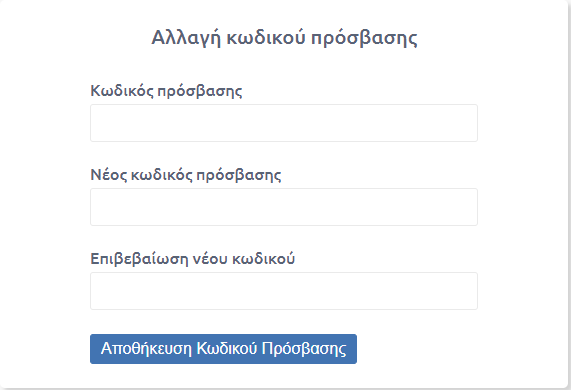 Αλλαγή κωδικού πρόσβασης
Κωδικός πρόσβασης
Νέος κωδικός πρόσβασης
Επιβεβαίωση νέου κωδικού
Αποθήκευση Κωδικού Πρόσβασης